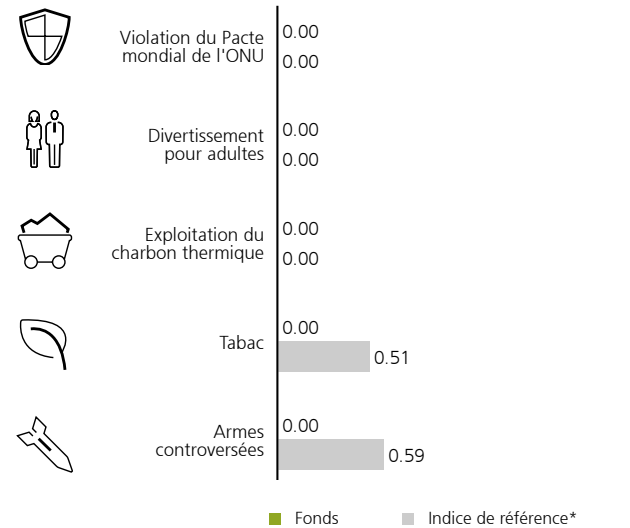 Violation du Pacte
mondial de l'ONU
0.00
0.00
Divertissement
pour adultes
0.00
0.00
Exploitation du
charbon thermique
0.00
0.00
Tabac
0.00
0.51
Armes
controversées
0.00
0.59
Fonds
Indice de référence*